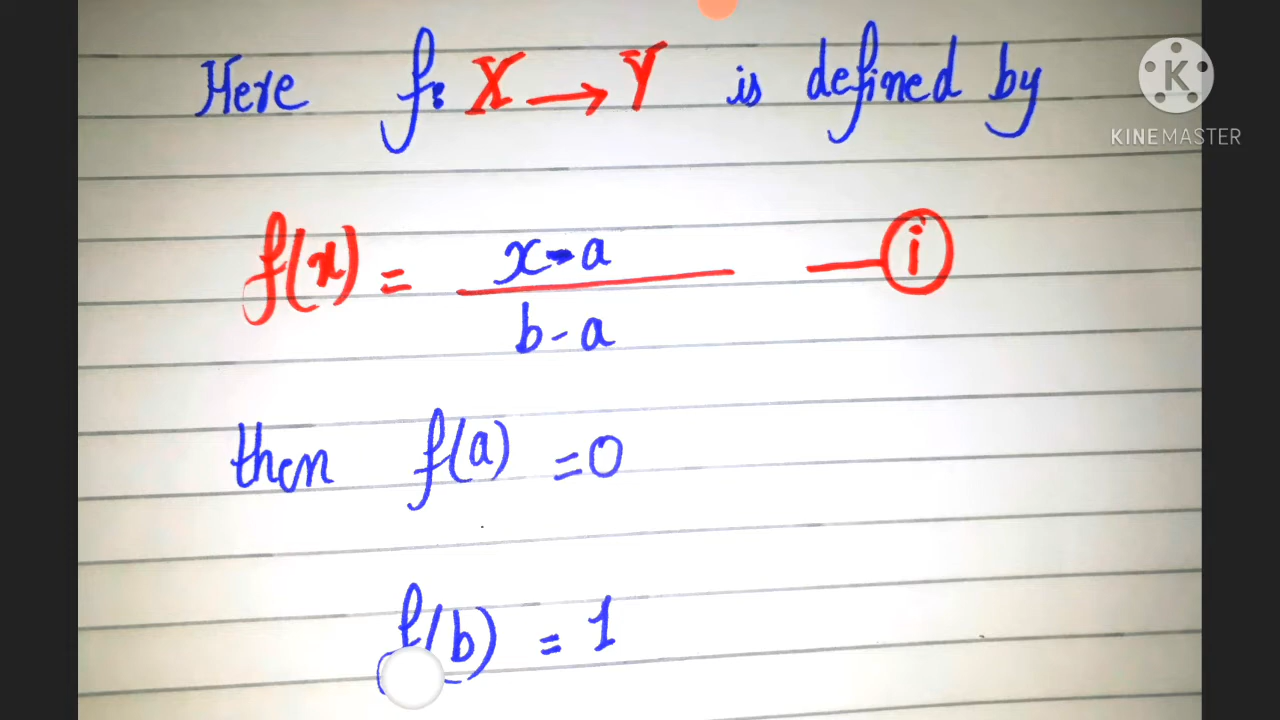 Here f: X → Y is defined by
K
KINEMASTER
f(x) = x-a / b-a —— (i)
then f(a) = 0
f(b) = 1